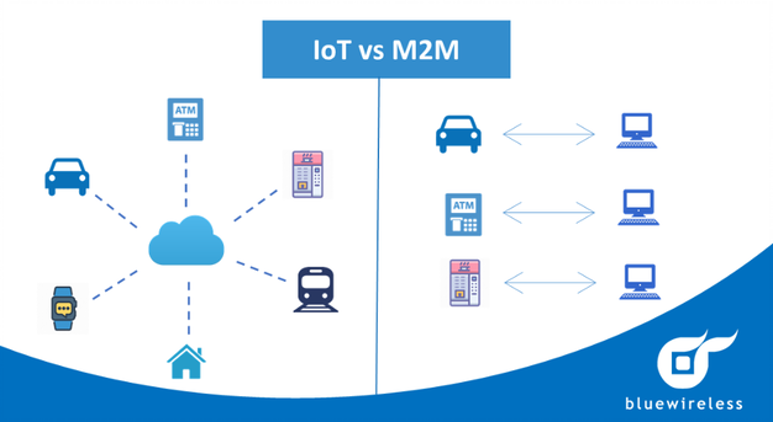 IoT vs M2M
ATM
ATM
bluewireless